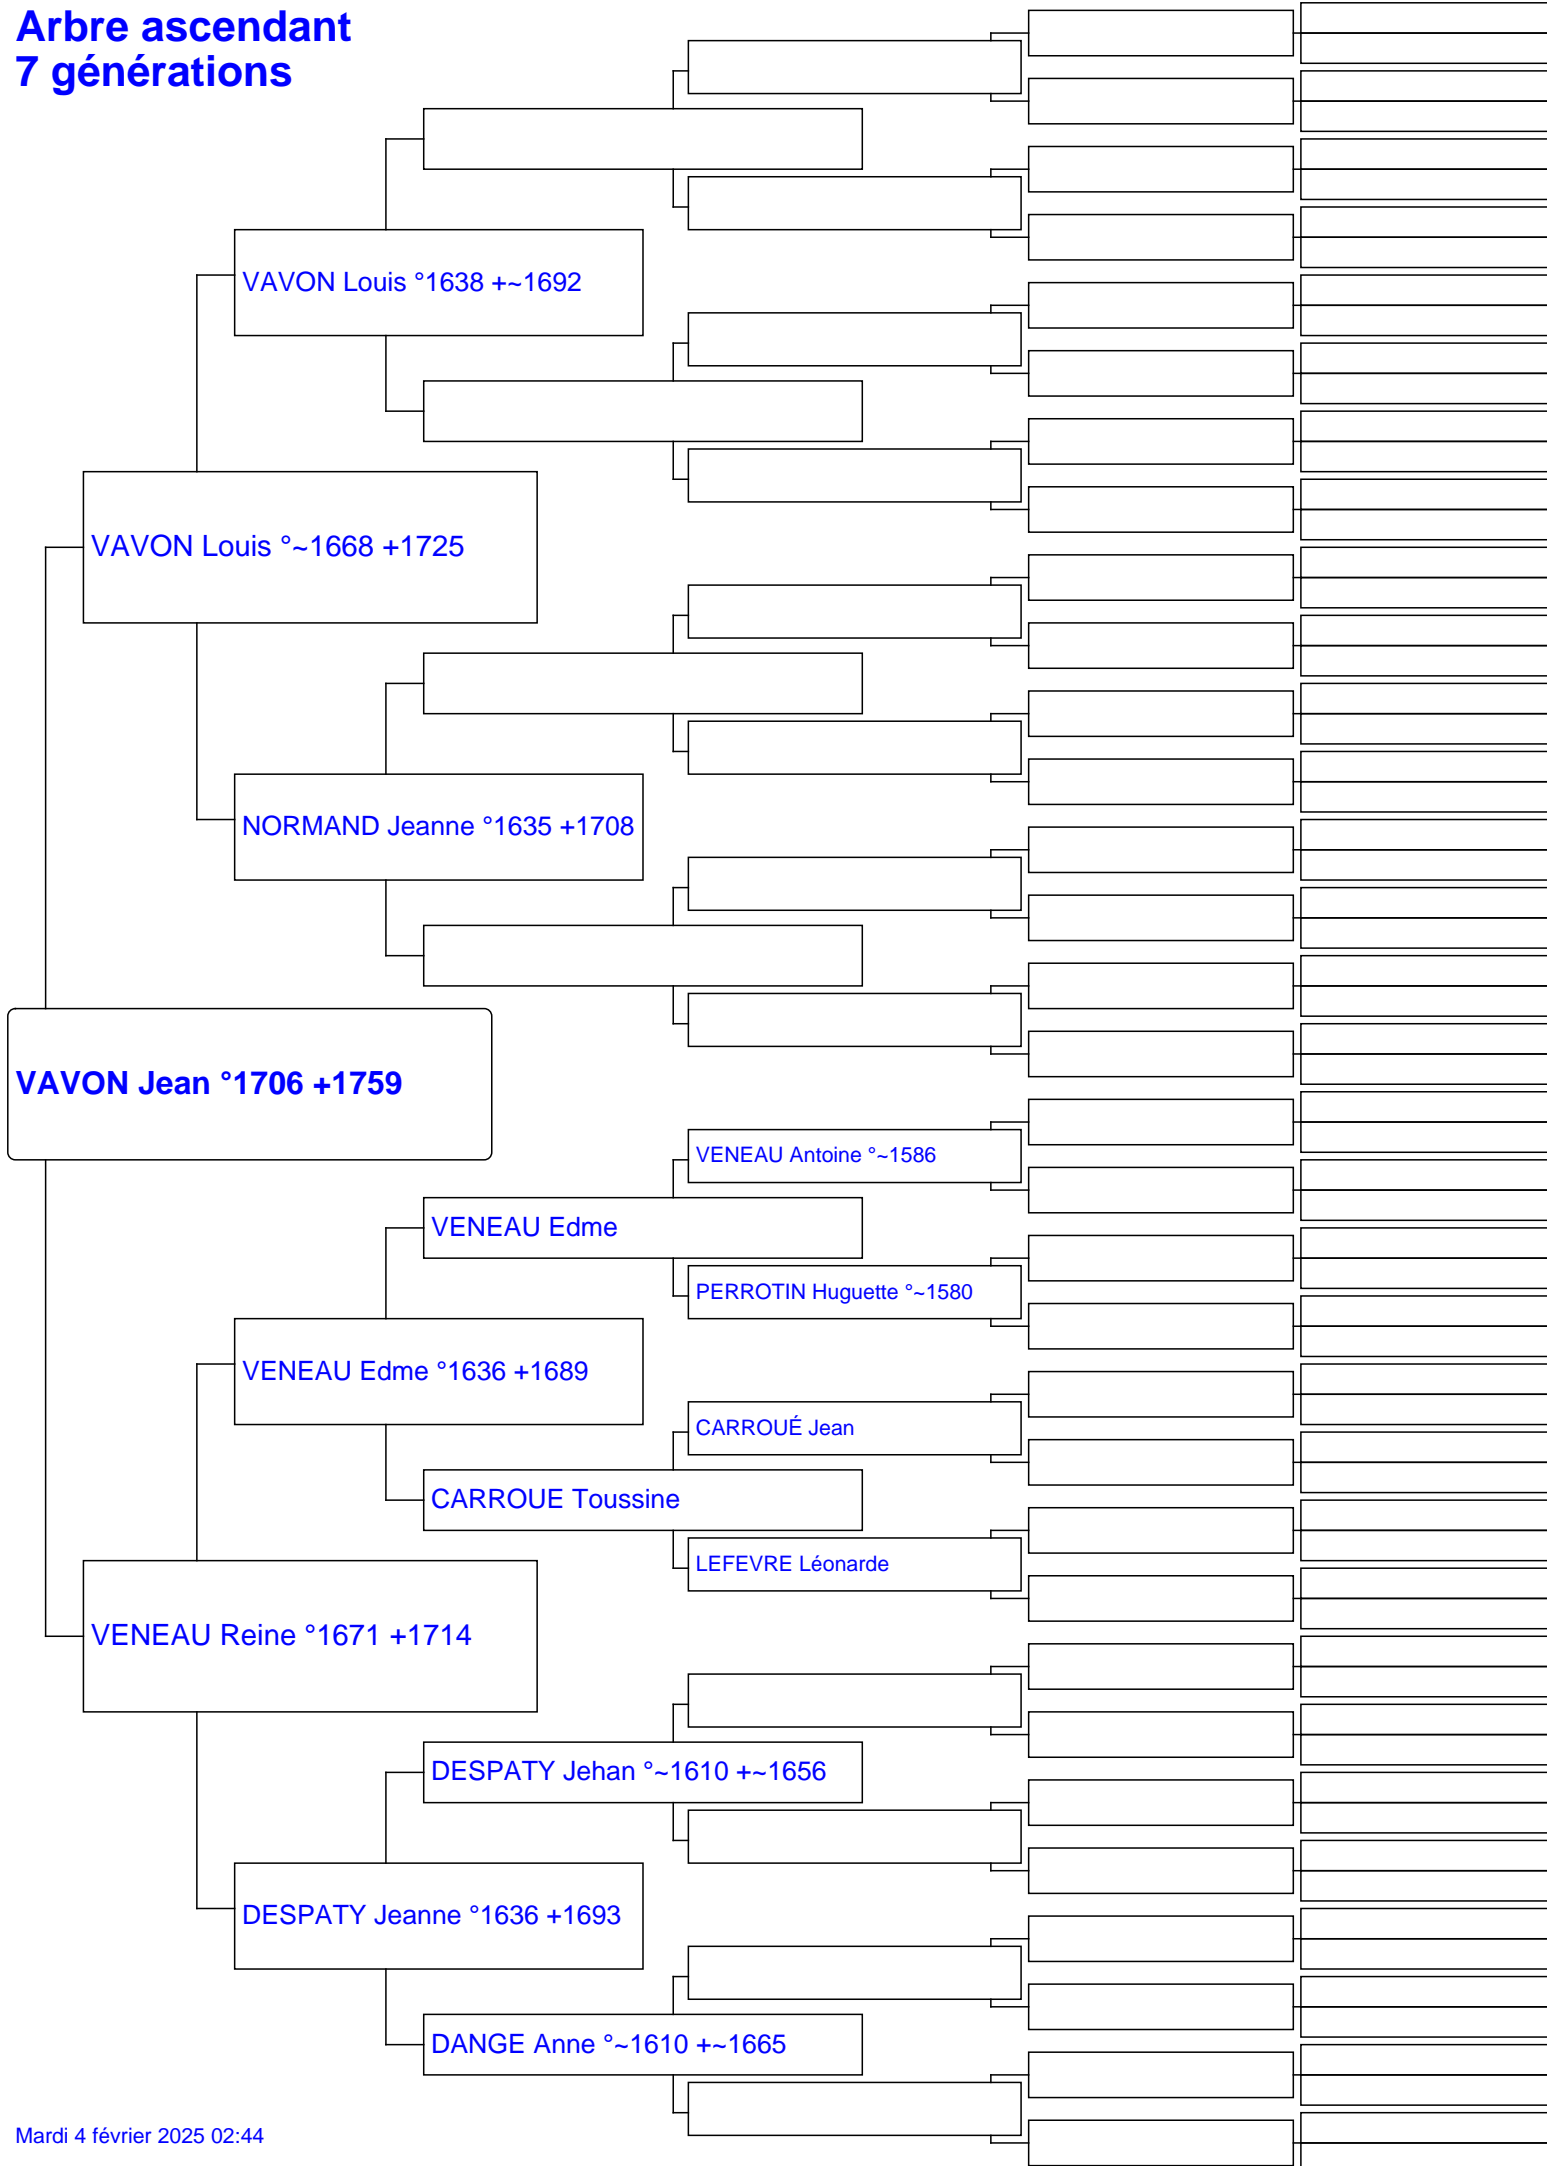 Arbre ascendant
7 générations
VAVON Louis °1638 +~1692
VAVON Louis °~1668 +1725
NORMAND Jeanne °1635 +1708
VAVON Jean °1706 +1759
VENEAU Antoine °~1586
VENEAU Edme
PERROTIN Huguette °~1580
VENEAU Edme °1636 +1689
CARROUÉ Jean
CARROUE Toussine
LEFEVRE Léonarde
VENEAU Reine °1671 +1714
DESPATY Jehan °~1610 +~1656
DESPATY Jeanne °1636 +1693
DANGE Anne °~1610 +~1665
Mardi 4 février 2025 02:44